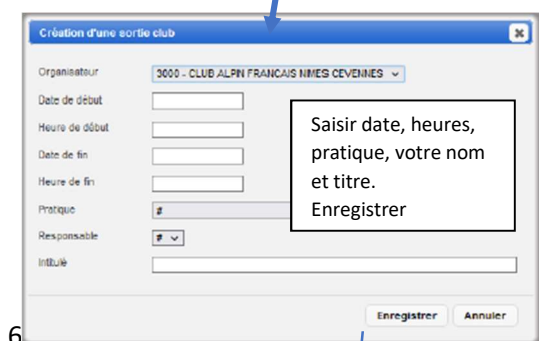 Création d'une sortie club
Organisateur 3000 - CLUB ALPIN FRANCAIS NIMES CEVENNES
Date de début
Heure de début
Date de fin
Heure de fin
Pratique #
Responsable #
Intitulé
Saisir date, heures,
pratique, votre nom
et titre.
Enregistrer
Enregistrer Annuler
6